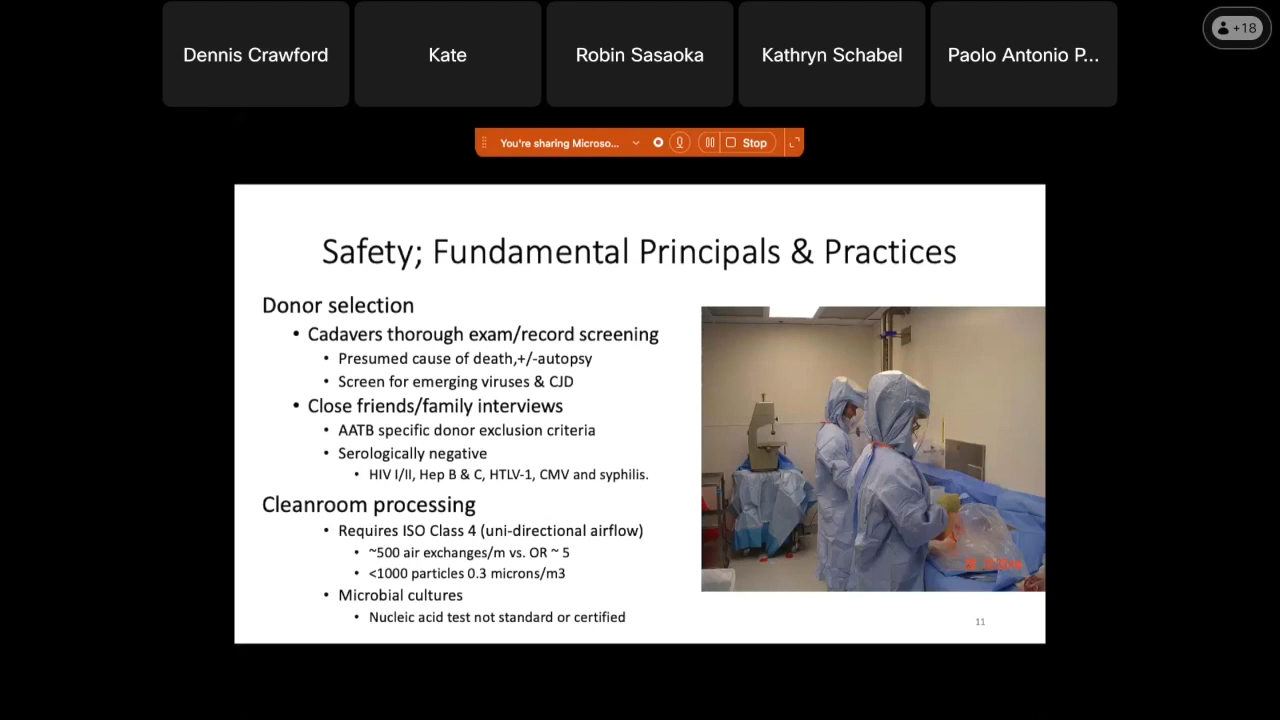 Dennis Crawford
Kate
Robin Sasaoka
Kathryn Schabel
Paolo Antonio P...
+18
You're sharing Microso...
Stop
Safety; Fundamental Principals & Practices
Donor selection
• Cadavers thorough exam/record screening
• Presumed cause of death,+/-autopsy
• Screen for emerging viruses & CJD
• Close friends/family interviews
• AATB specific donor exclusion criteria
• Serologically negative
• HIV I/II, Hep B & C, HTLV-1, CMV and syphilis.
Cleanroom processing
• Requires ISO Class 4 (uni-directional airflow)
• ~500 air exchanges/m vs. OR ~ 5
• <1000 particles 0.3 microns/m3
• Microbial cultures
• Nucleic acid test not standard or certified
11